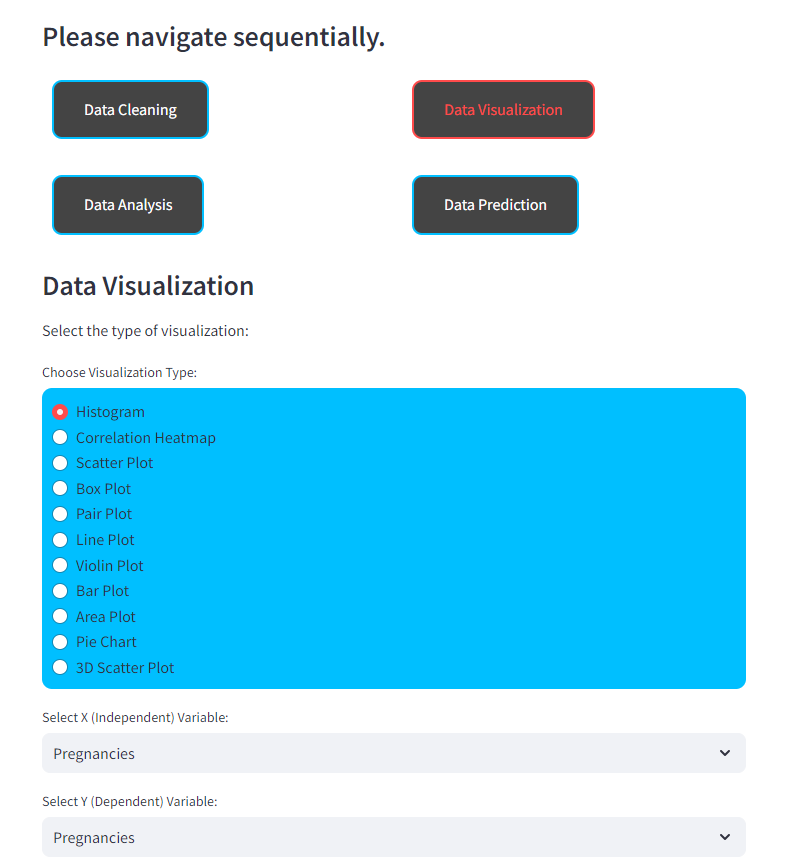 Please navigate sequentially.
Data Cleaning
Data Visualization
Data Analysis
Data Prediction
Data Visualization
Select the type of visualization:
Choose Visualization Type:
Histogram
Correlation Heatmap
Scatter Plot
Box Plot
Pair Plot
Line Plot
Violin Plot
Bar Plot
Area Plot
Pie Chart
3D Scatter Plot
Select X (Independent) Variable:
Pregnancies
Select Y (Dependent) Variable:
Pregnancies